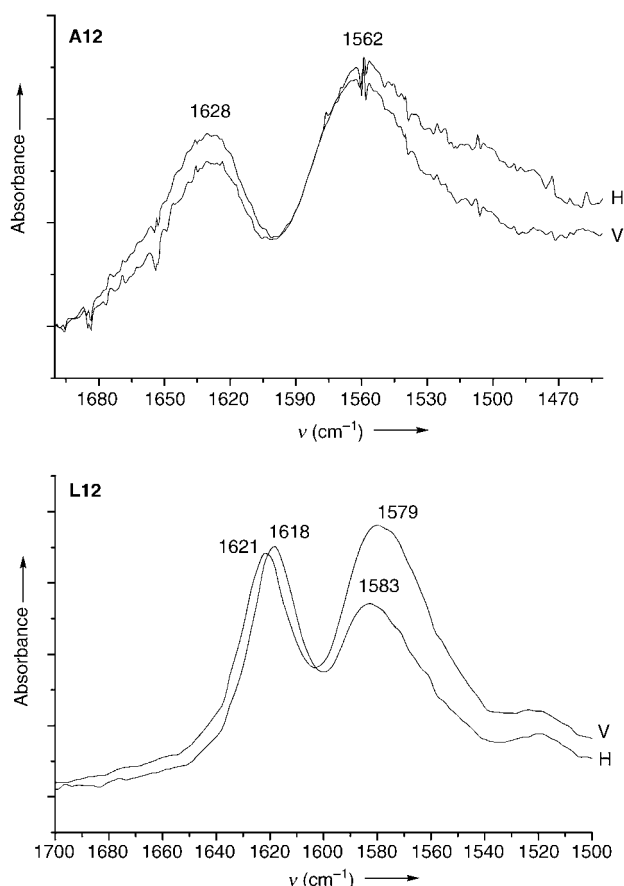 A12
1562
1628
Absorbance
H
V
1680 1650 1620 1590 1560 1530 1500 1470
ν (cm⁻¹)
L12
1579
1621 1618
1583
Absorbance
V
H
1700 1680 1660 1640 1620 1600 1580 1560 1540 1520 1500
ν (cm⁻¹)